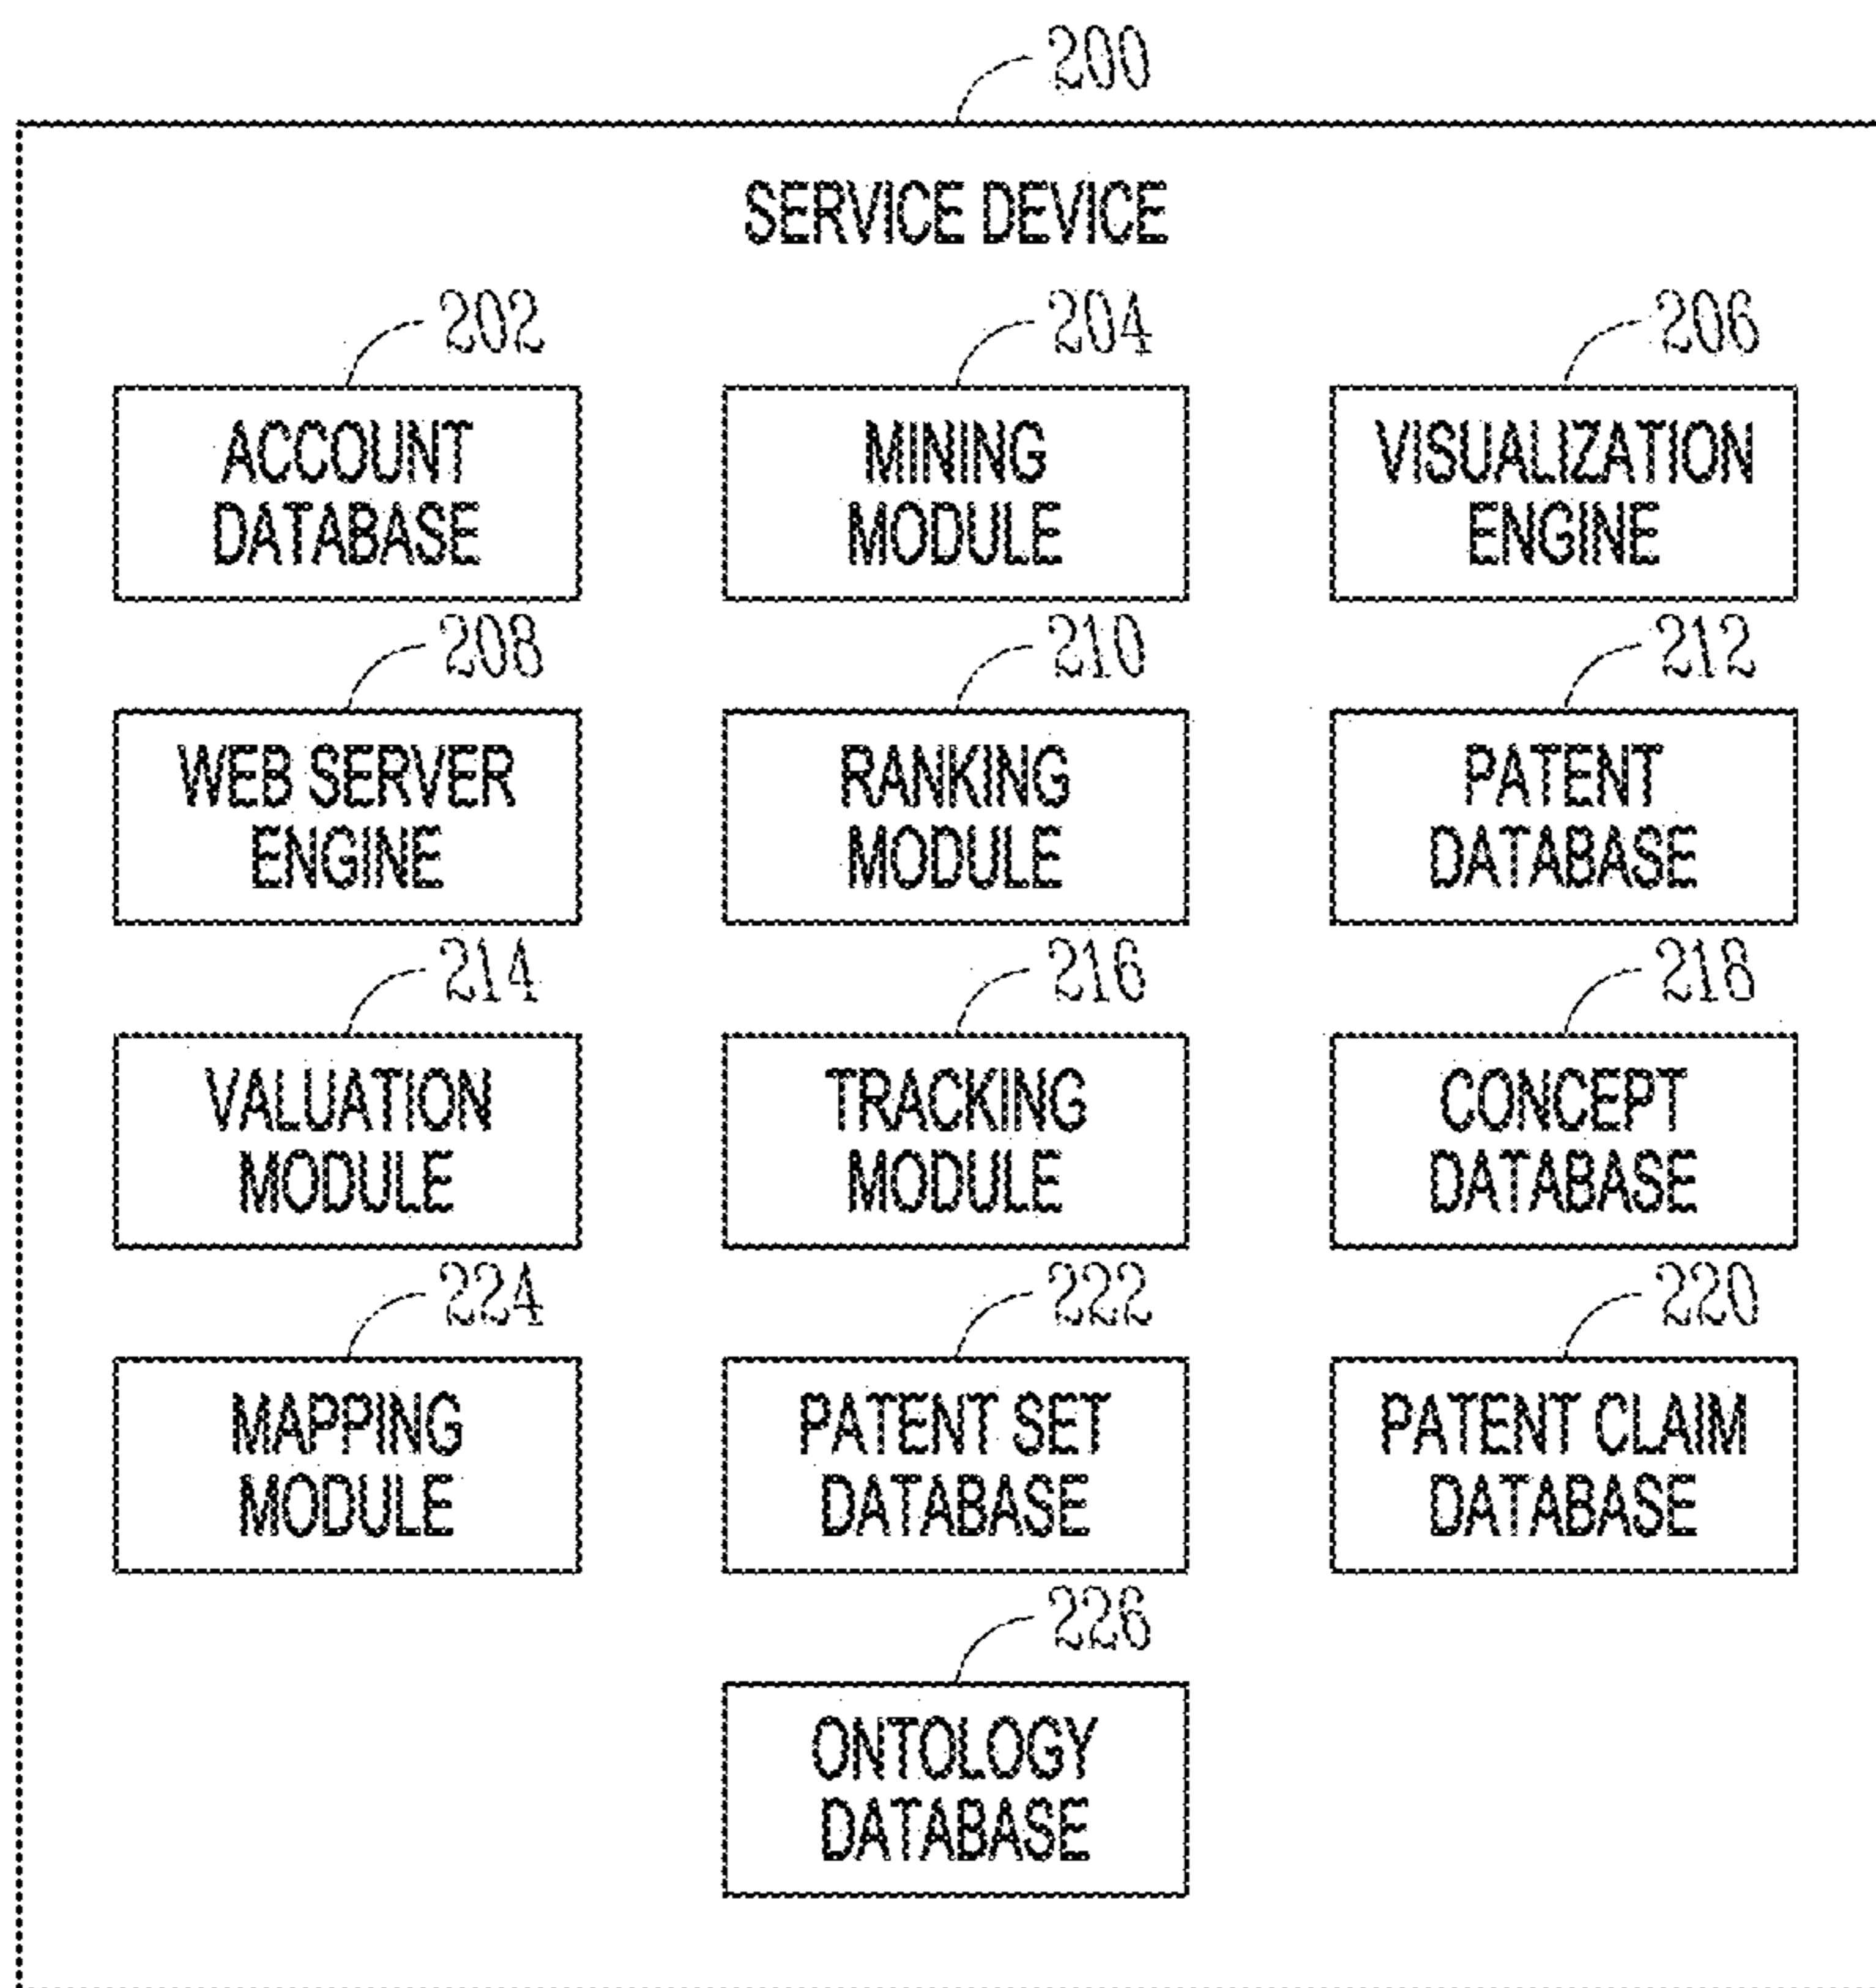 200
SERVICE DEVICE
202
204
206
ACCOUNT
DATABASE
MINING
MODULE
VISUALIZATION
ENGINE
208
210
212
WEB SERVER
ENGINE
RANKING
MODULE
PATENT
DATABASE
214
216
218
VALUATION
MODULE
TRACKING
MODULE
CONCEPT
DATABASE
224
222
220
MAPPING
MODULE
PATENT SET
DATABASE
PATENT CLAIM
DATABASE
226
ONTOLOGY
DATABASE